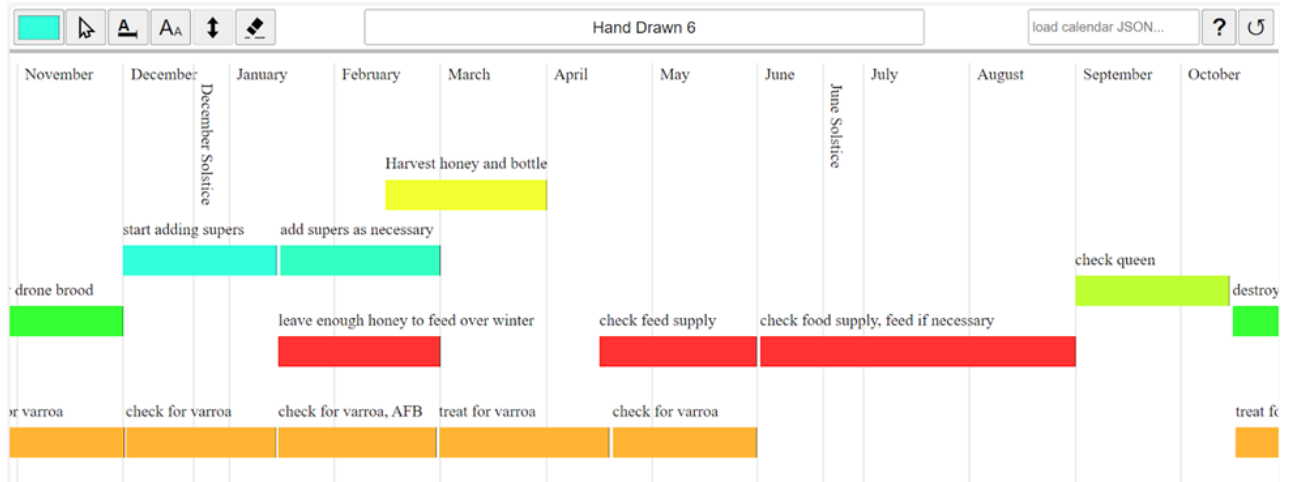 A AA Hand Drawn 6 load calendar JSON... ? ↺
November December January February March April May June July August September October
December Solstice
June Solstice
Harvest honey and bottle
start adding supers add supers as necessary
check queen
drone brood destroy
leave enough honey to feed over winter check feed supply check food supply, feed if necessary
varroa check for varroa check for varroa, AFB treat for varroa check for varroa treat